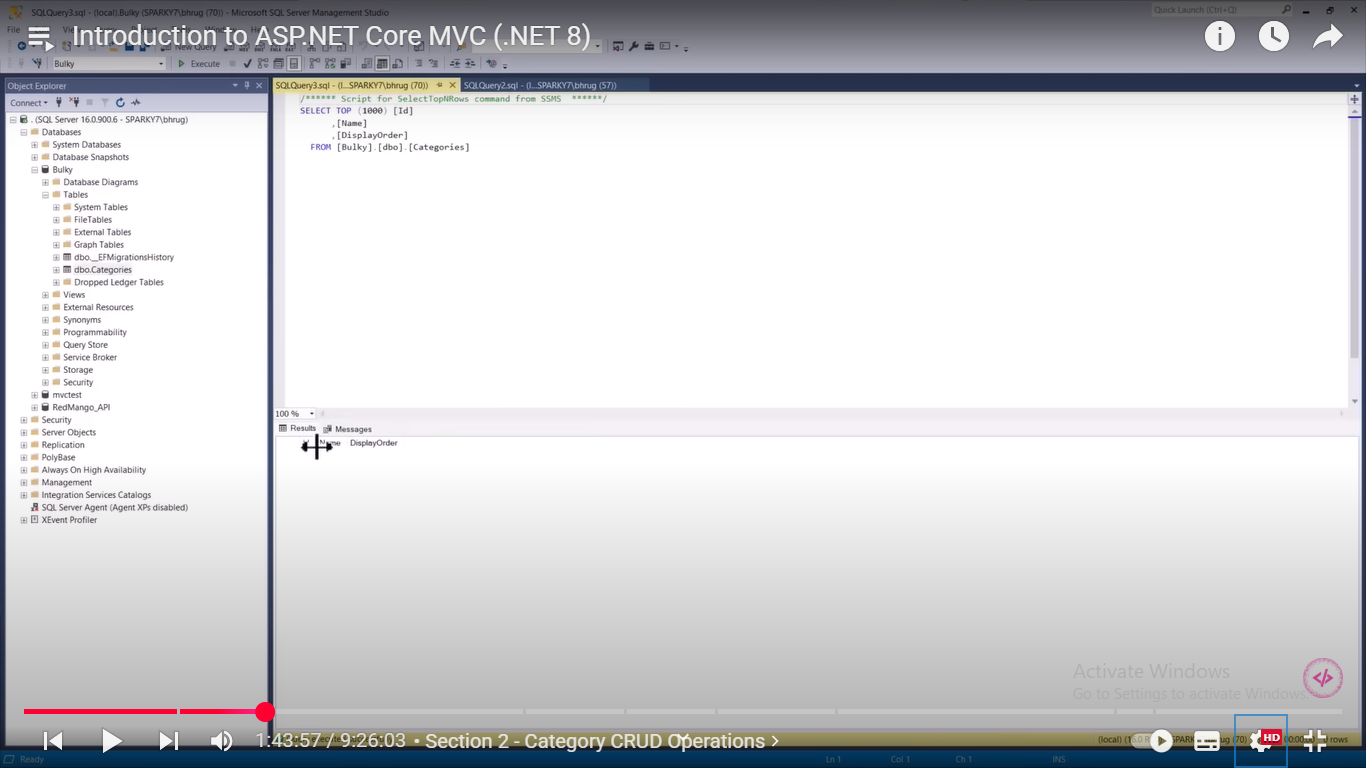 SQLQuery3.sql - (local).Bulky (SPARKY7\bhrug (70)) - Microsoft SQL Server Management Studio
Quick Launch (Ctrl+Q)
File
Introduction to ASP.NET Core MVC (.NET 8)
New Query
Bulky
Execute
Object Explorer
SQLQuery3.sql - (l...SPARKY7\bhrug (70))
SQLQuery2.sql - (l...SPARKY7\bhrug (57))
Connect
. (SQL Server 16.0.900.6 - SPARKY7\bhrug)
Databases
System Databases
Database Snapshots
Bulky
Database Diagrams
Tables
System Tables
FileTables
External Tables
Graph Tables
dbo.__EFMigrationsHistory
dbo.Categories
Dropped Ledger Tables
Views
External Resources
Synonyms
Programmability
Query Store
Service Broker
Storage
Security
mvctest
RedMango_API
Security
Server Objects
Replication
PolyBase
Always On High Availability
Management
Integration Services Catalogs
SQL Server Agent (Agent XPs disabled)
XEvent Profiler
/****** Script for SelectTopNRows command from SSMS ******/
SELECT TOP (1000) [Id]
,[Name]
,[DisplayOrder]
FROM [Bulky].[dbo].[Categories]
100 %
Results
Messages
Name
DisplayOrder
Activate Windows
Go to Settings to activate Windows.
</>
1:43:57 / 9:26:03 • Section 2 - Category CRUD Operations
(local)
rows
HD
Ready
Ln 1
Col 1
Ch 1
INS